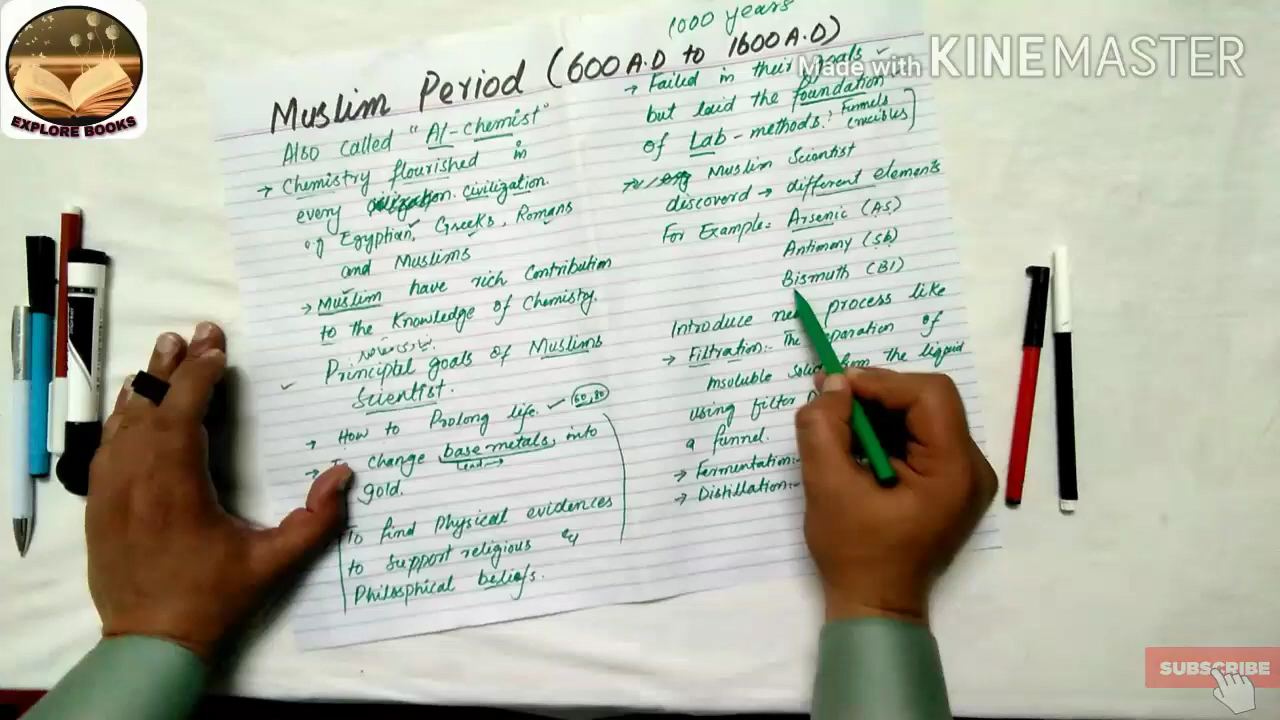 EXPLORE BOOKS
Made with KINEMASTER
1000 years
Muslim Period (600 A.D to 1600 A.D)
Also called "Al-chemist"
→ Chemistry flourished in
every civilization.
of Egyptian, Greeks, Romans
and Muslims
→ Muslim have rich contribution
to the Knowledge of Chemistry.
Principtal goals of Muslims
Scientist.
→ How to Prolong life. (60,80)
→ To change base metals into
Lead →
gold.
To find Physical evidences
to support religious
Philosphical beliefs.
→ Failed in their goals
but laid the foundation
of Lab-methods. Funnels
crucibles
Muslim Scientist
discoverd → different elements
For Example:- Arsenic (AS)
Antimony (Sb)
Bismuth (BI)
Introduce new process like
→ Filtration:- The separation of
insoluble solid from the liquid
using filter
a funnel.
→ Fermentation:-
→ Distillation:-
SUBSCRIBE